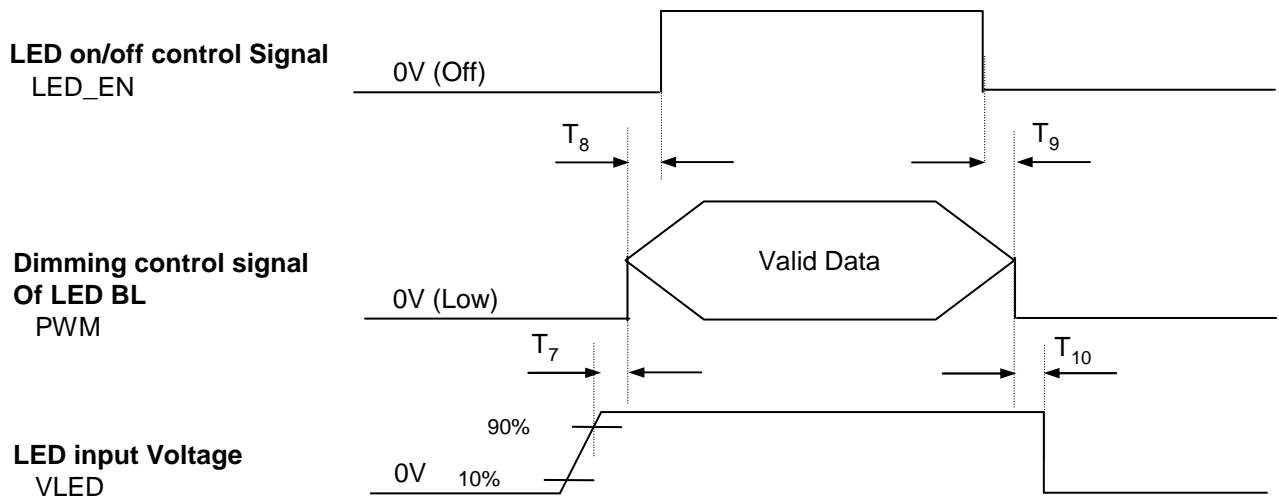 LED on/off control Signal
LED_EN
0V (Off)
T8
T9
Dimming control signal
Of LED BL
PWM
0V (Low)
Valid Data
T7
T10
90%
LED input Voltage
VLED
0V
10%